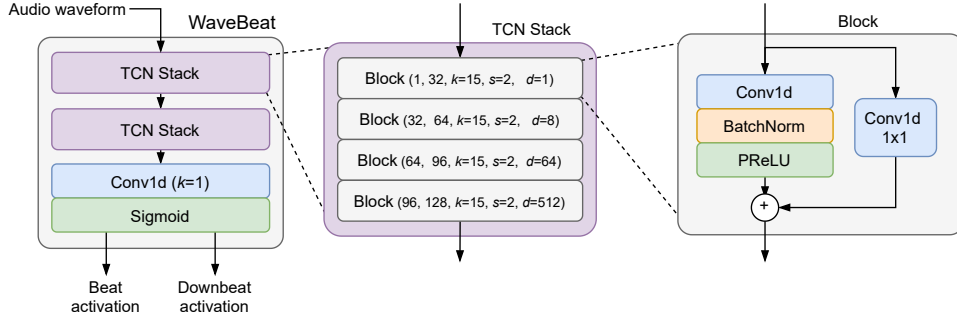 Audio waveform
WaveBeat
TCN Stack
TCN Stack
Conv1d (k=1)
Sigmoid
Beat
activation
Downbeat
activation
TCN Stack
Block (1, 32, k=15, s=2, d=1)
Block (32, 64, k=15, s=2, d=8)
Block (64, 96, k=15, s=2, d=64)
Block (96, 128, k=15, s=2, d=512)
Block
Conv1d
BatchNorm
PReLU
Conv1d
1x1
+